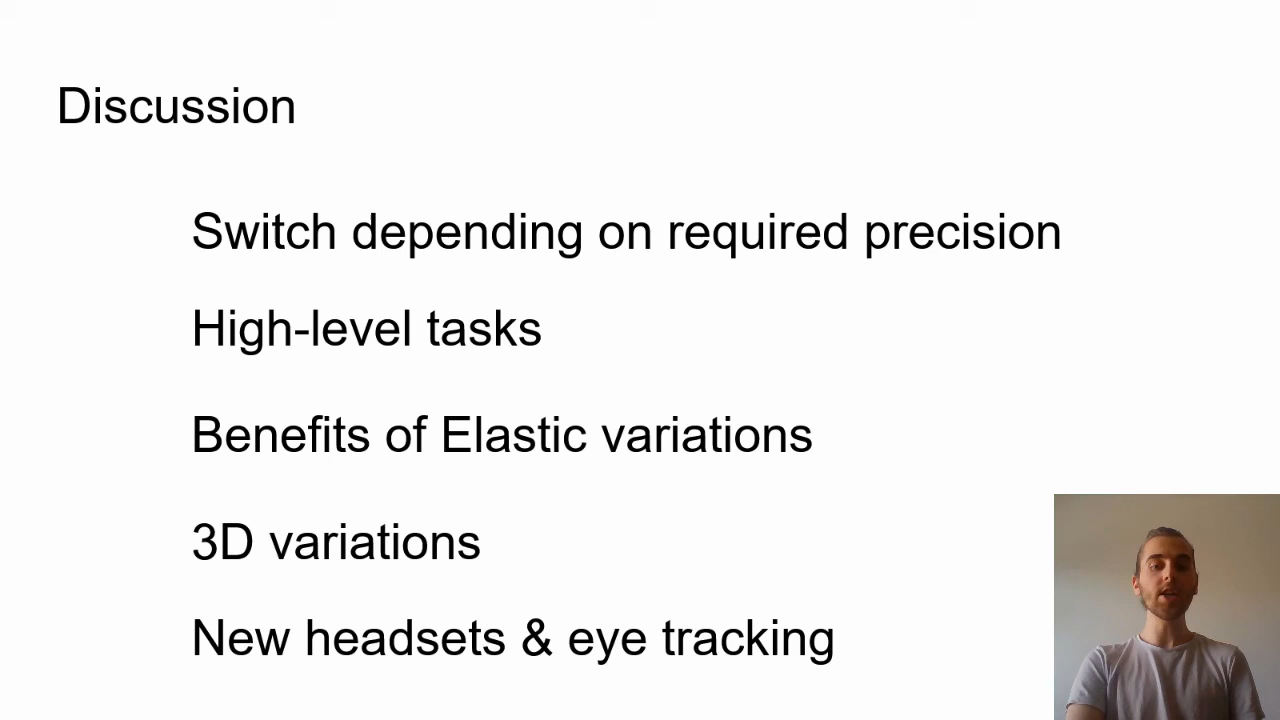 Discussion
Switch depending on required precision
High-level tasks
Benefits of Elastic variations
3D variations
New headsets & eye tracking